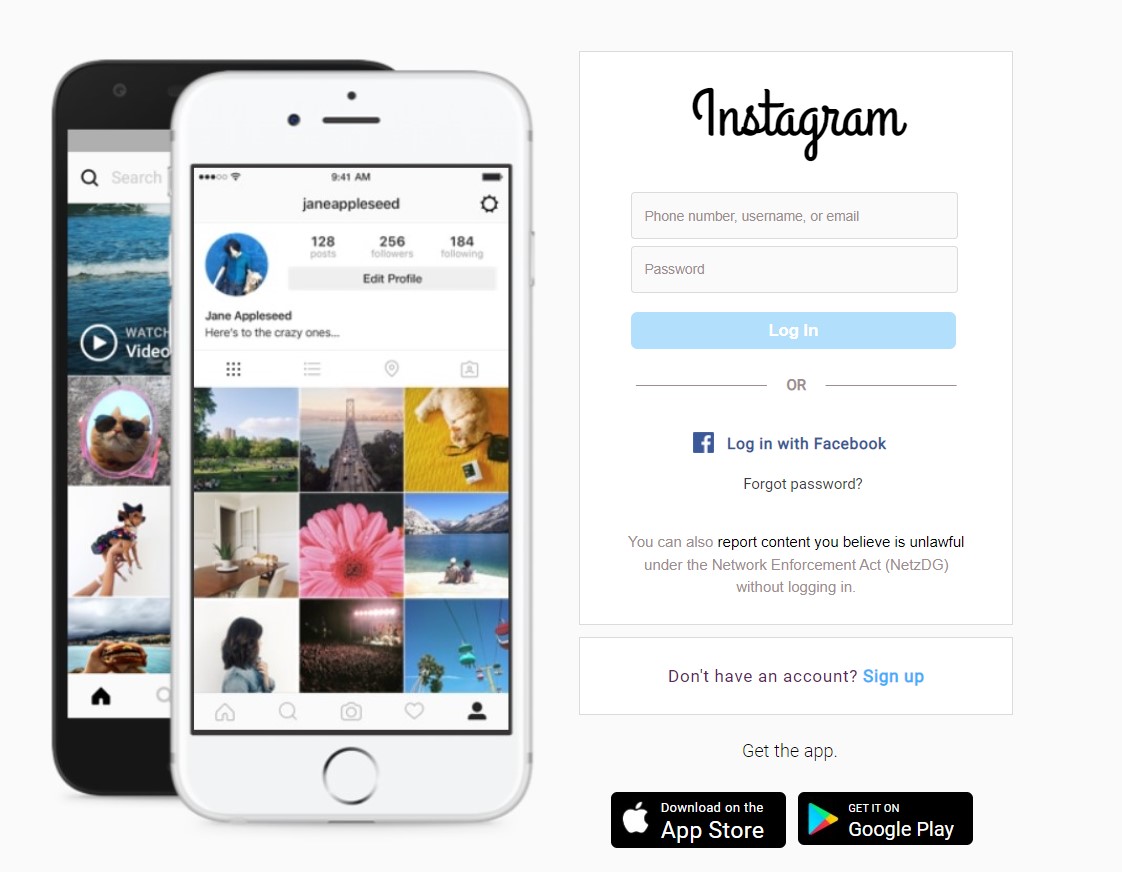 Search
WATCH
Video
9:41 AM
janeappleseed
128
posts
256
followers
184
following
Edit Profile
Jane Appleseed
Here's to the crazy ones...
Instagram
Phone number, username, or email
Password
Log In
OR
Log in with Facebook
Forgot password?
You can also report content you believe is unlawful
under the Network Enforcement Act (NetzDG)
without logging in.
Don't have an account? Sign up
Get the app.
Download on the
App Store
GET IT ON
Google Play